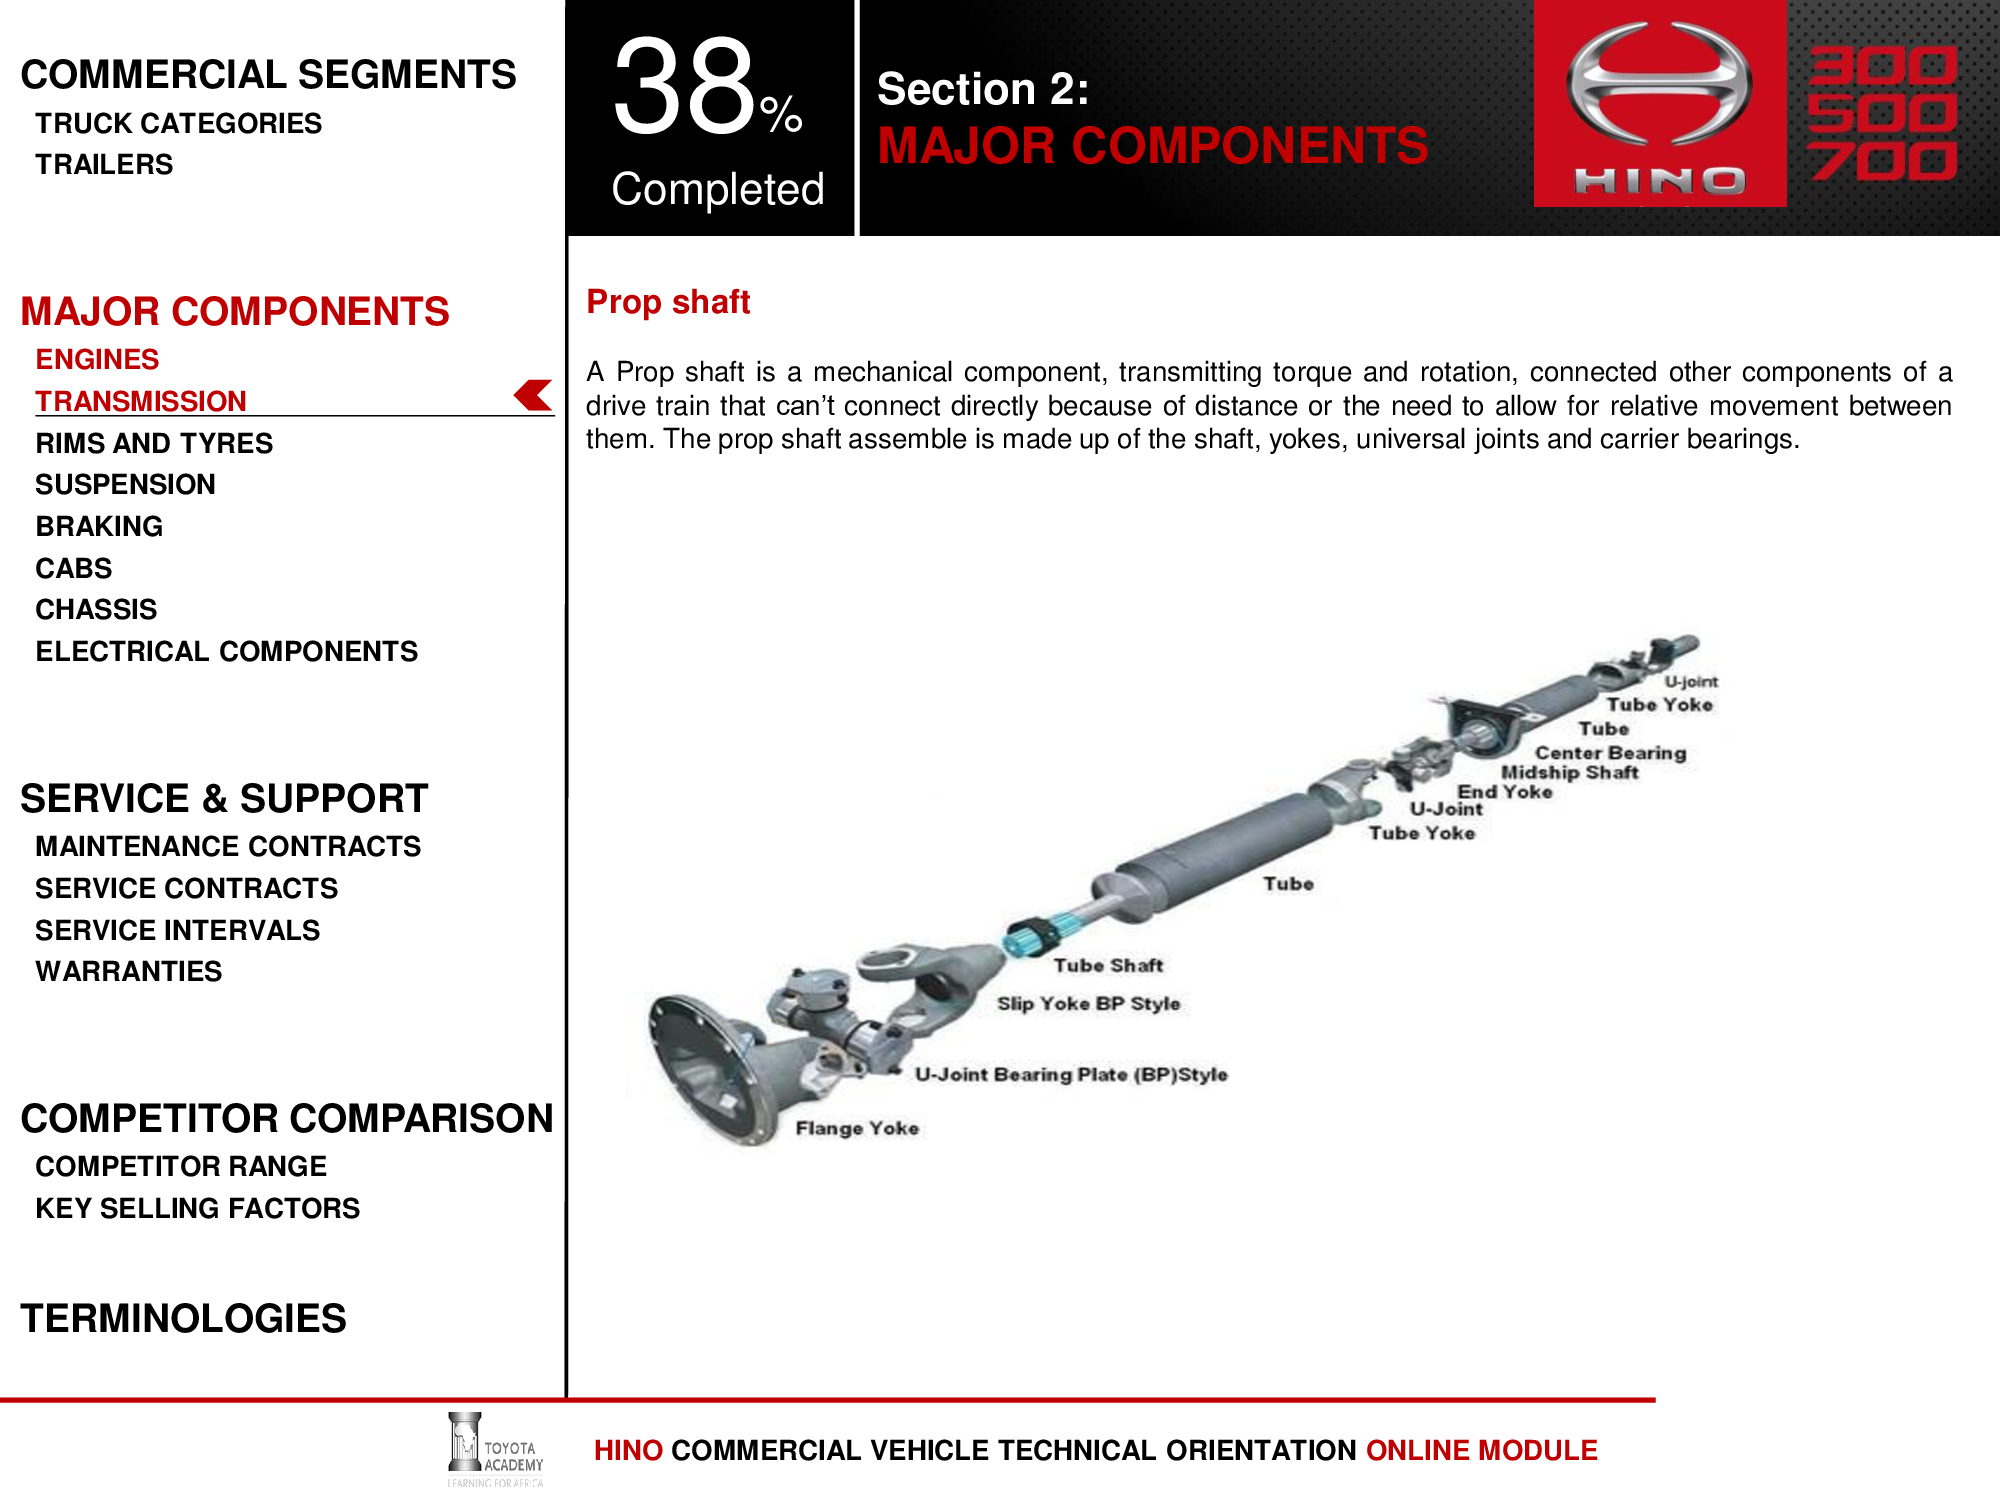 COMMERCIAL SEGMENTS
TRUCK CATEGORIES
TRAILERS
MAJOR COMPONENTS
ENGINES
TRANSMISSION
RIMS AND TYRES
SUSPENSION
BRAKING
CABS
CHASSIS
ELECTRICAL COMPONENTS
SERVICE & SUPPORT
MAINTENANCE CONTRACTS
SERVICE CONTRACTS
SERVICE INTERVALS
WARRANTIES
COMPETITOR COMPARISON
COMPETITOR RANGE
KEY SELLING FACTORS
TERMINOLOGIES
38%
Completed
Section 2:
MAJOR COMPONENTS
HINO
300
500
700
Prop shaft
A Prop shaft is a mechanical component, transmitting torque and rotation, connected other components of a
drive train that can’t connect directly because of distance or the need to allow for relative movement between
them. The prop shaft assemble is made up of the shaft, yokes, universal joints and carrier bearings.
U-joint
Tube Yoke
Tube
Center Bearing
Midship Shaft
End Yoke
U-Joint
Tube Yoke
Tube
Tube Shaft
Slip Yoke BP Style
U-Joint Bearing Plate (BP)Style
Flange Yoke
TOYOTA
ACADEMY
LEARNING FOR AFRICA
HINO COMMERCIAL VEHICLE TECHNICAL ORIENTATION ONLINE MODULE